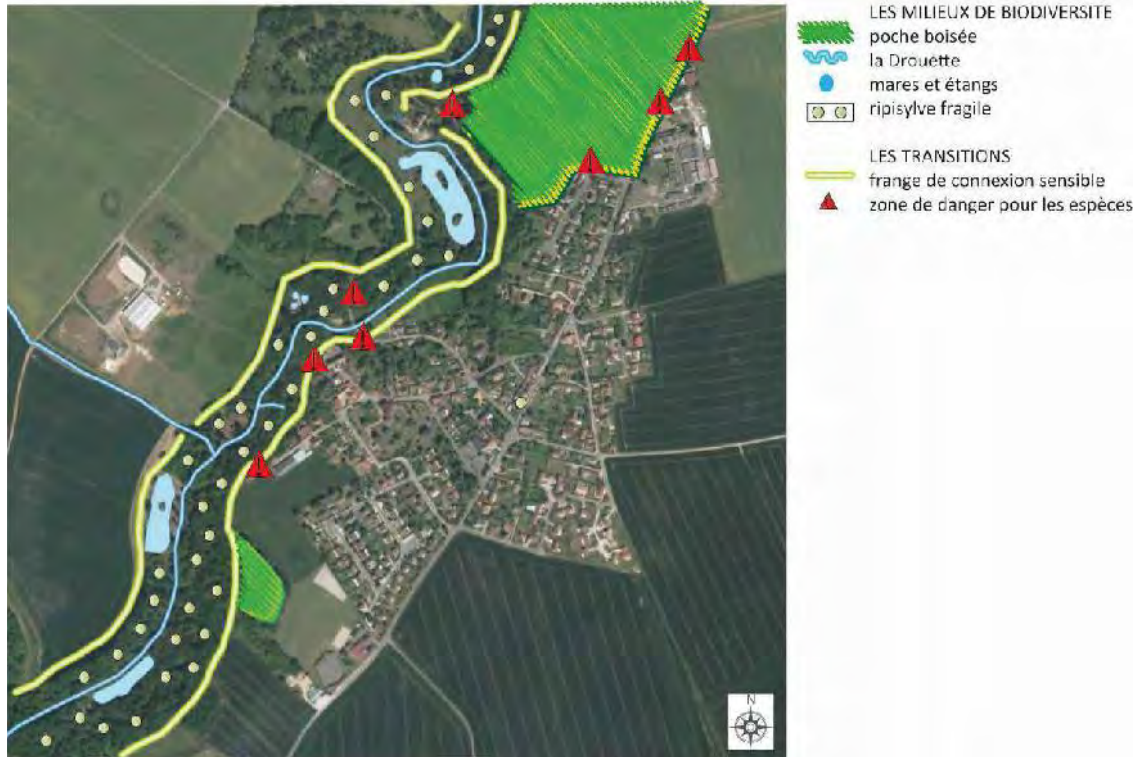 LES MILIEUX DE BIODIVERSITE
poche boisée
la Drouette
mares et étangs
ripisylve fragile
LES TRANSITIONS
frange de connexion sensible
zone de danger pour les espèces
N